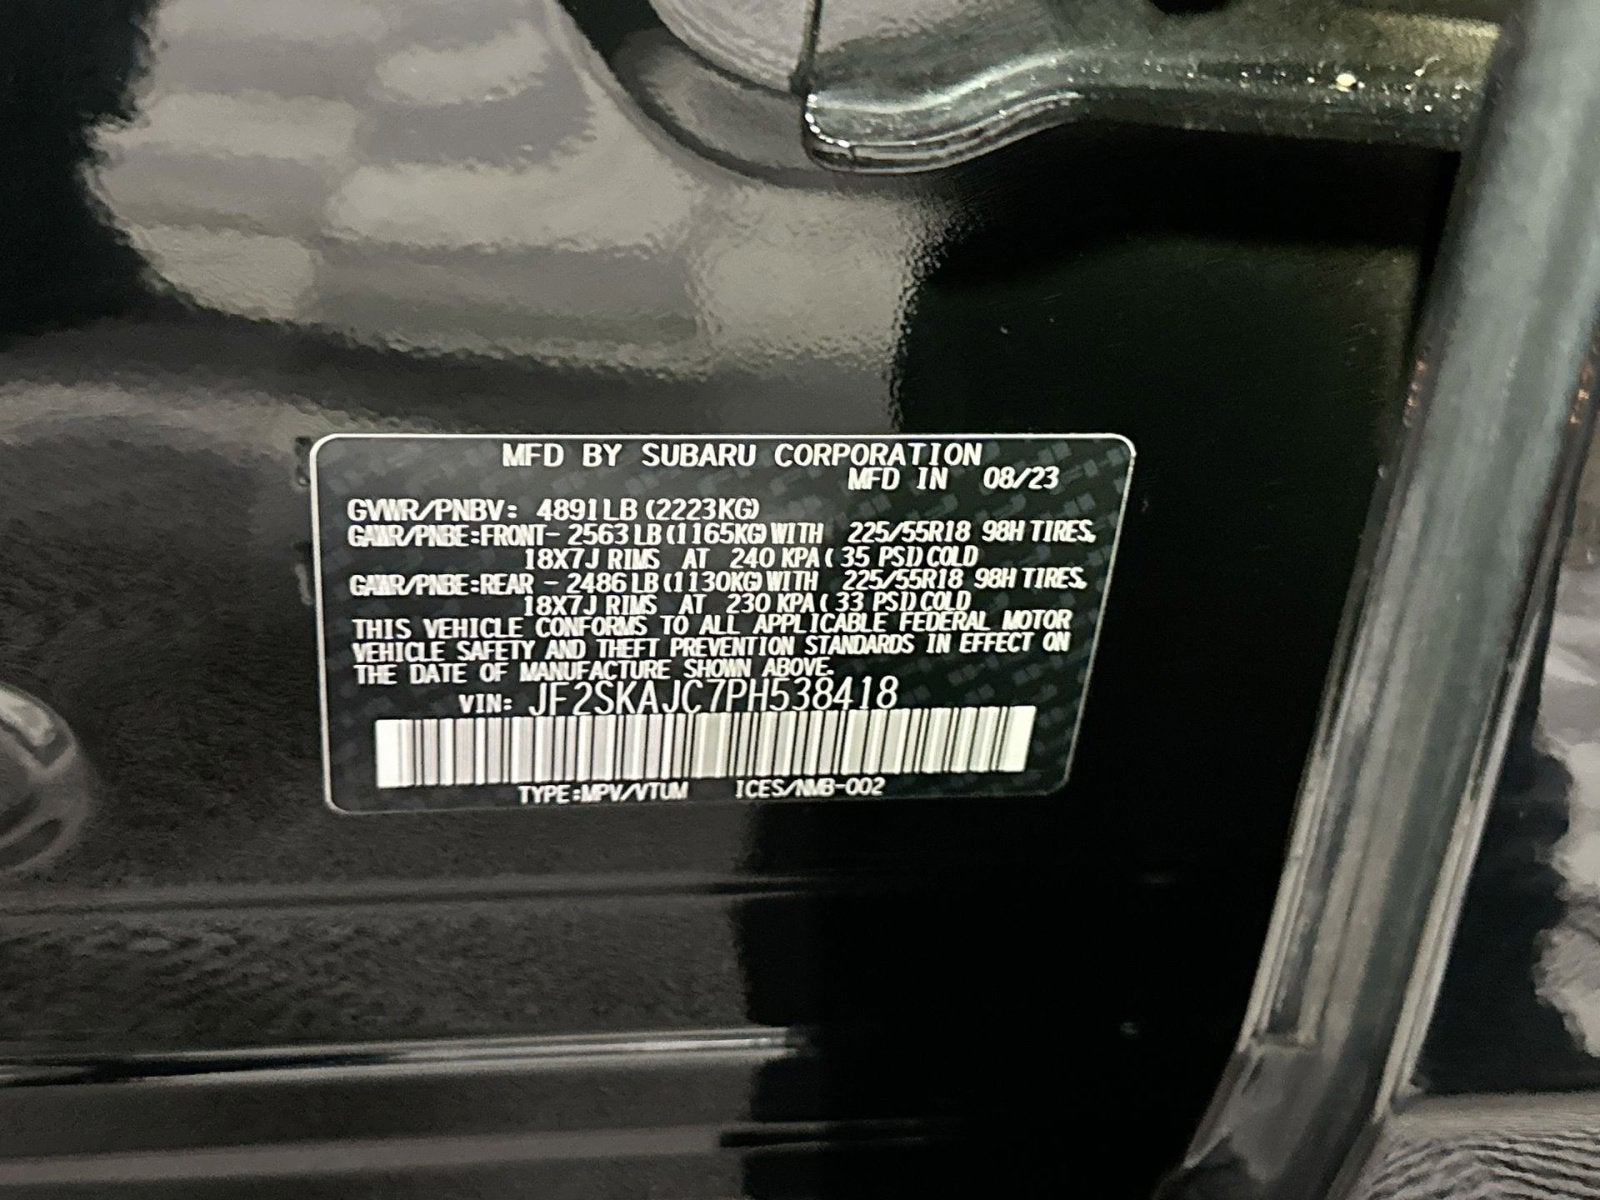 MFD BY SUBARU CORPORATION
MFD IN 08/23
GVWR/PNBV: 4891LB(2223KG)
GAWR/PNBE:FRONT- 2563LB(1165KG)WITH 225/55R18 98H TIRES,
18X7J RIMS AT 240 KPA( 35 PSI)COLD
GAWR/PNBE:REAR - 2486LB(1130KG)WITH 225/55R18 98H TIRES,
18X7J RIMS AT 230 KPA( 33 PSI)COLD
THIS VEHICLE CONFORMS TO ALL APPLICABLE FEDERAL MOTOR
VEHICLE SAFETY AND THEFT PREVENTION STANDARDS IN EFFECT ON
THE DATE OF MANUFACTURE SHOWN ABOVE.
VIN: JF2SKAJC7PH538418
TYPE:MPV/VTUM ICES/NMB-002